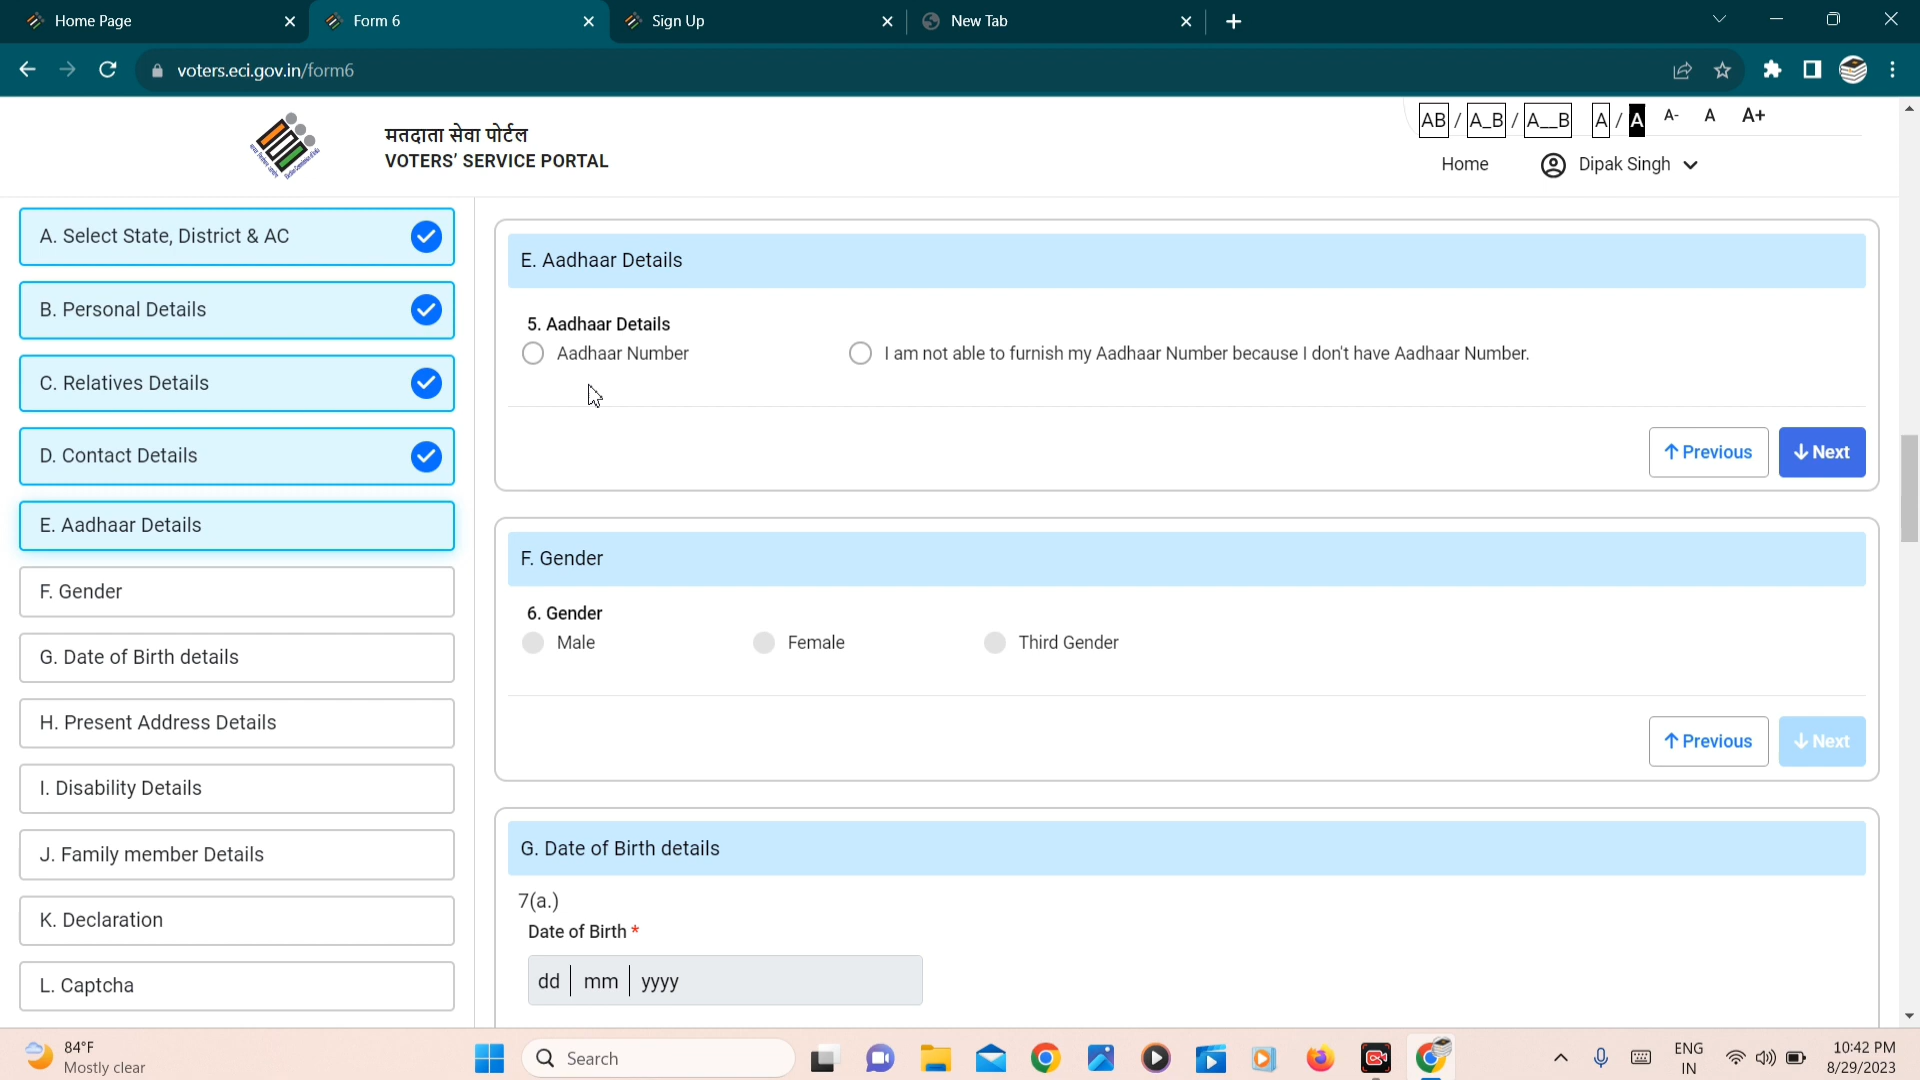 Home Page
Form 6
Sign Up
New Tab
voters.eci.gov.in/form6
मतदाता सेवा पोर्टल
VOTERS' SERVICE PORTAL
AB / A_B / A__B A / A A- A A+
Home
Dipak Singh
A. Select State, District & AC
B. Personal Details
C. Relatives Details
D. Contact Details
E. Aadhaar Details
F. Gender
G. Date of Birth details
H. Present Address Details
I. Disability Details
J. Family member Details
K. Declaration
L. Captcha
E. Aadhaar Details
5. Aadhaar Details
Aadhaar Number
I am not able to furnish my Aadhaar Number because I don't have Aadhaar Number.
Previous
Next
F. Gender
6. Gender
Male
Female
Third Gender
Previous
Next
G. Date of Birth details
7(a.)
Date of Birth *
dd | mm | yyyy
84°F
Mostly clear
Search
ENG
IN
10:42 PM
8/29/2023